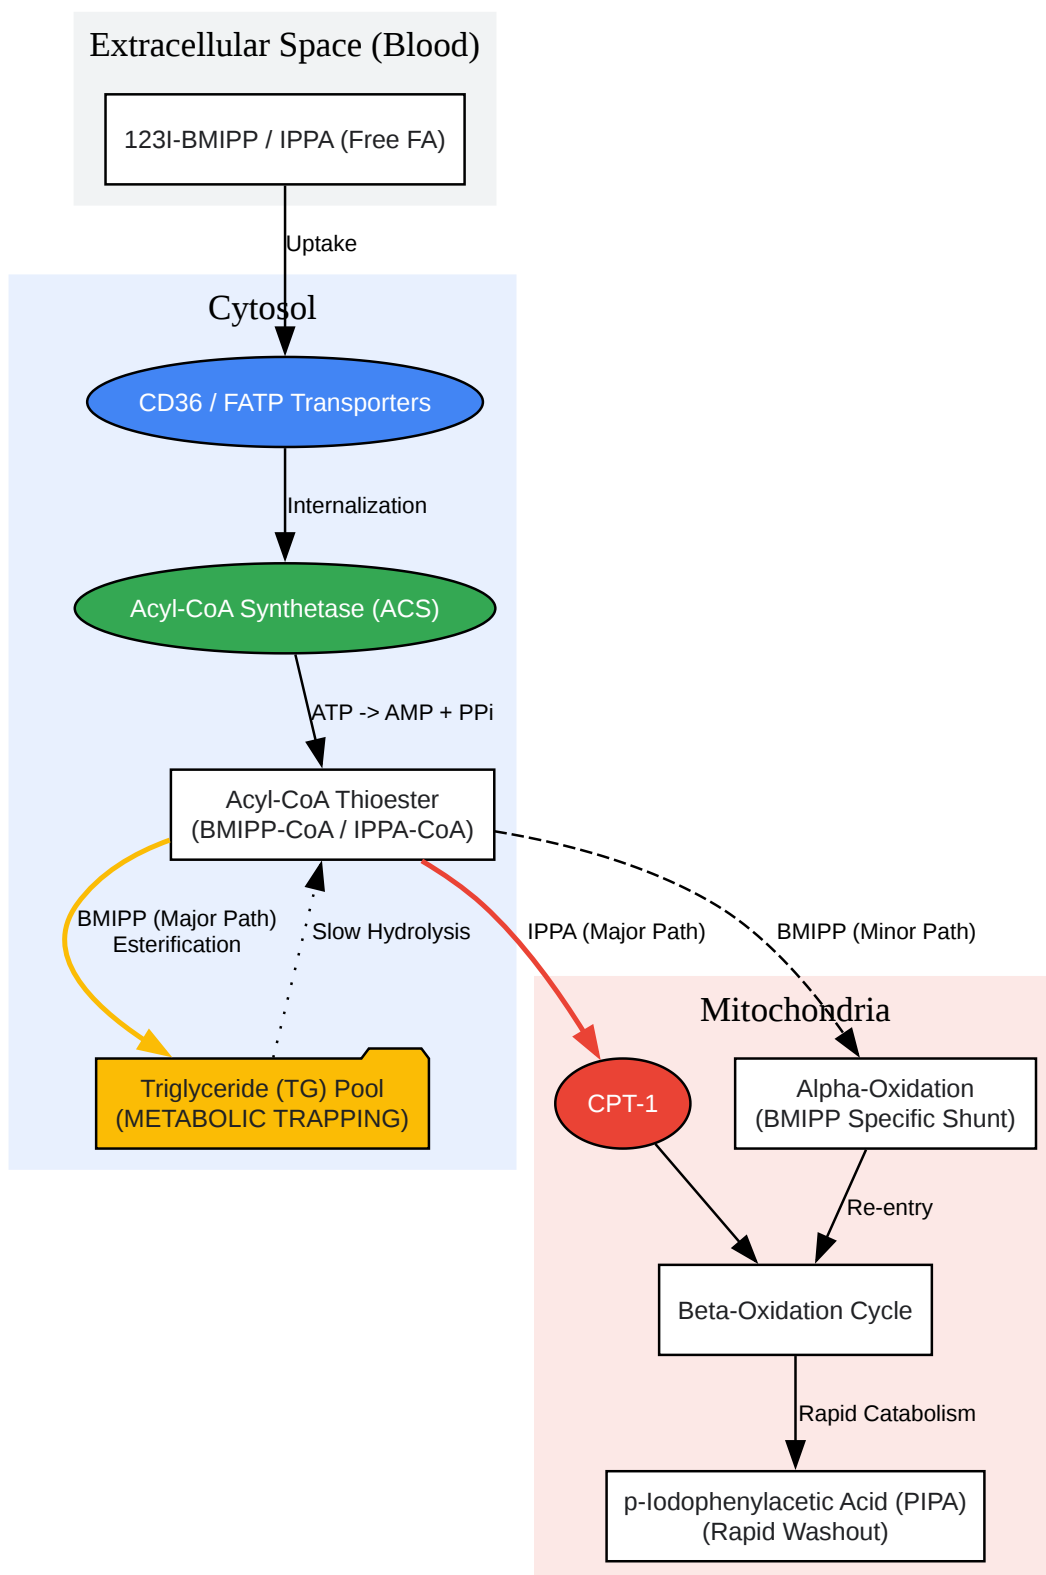 Extracellular Space (Blood)
123I-BMIPP / IPPA (Free FA)
Uptake
Cytosol
CD36 / FATP Transporters
Internalization
Acyl-CoA Synthetase (ACS)
ATP -> AMP + PPi
Acyl-CoA Thioester
(BMIPP-CoA / IPPA-CoA)
BMIPP (Major Path)
Esterification
Slow Hydrolysis
IPPA (Major Path)
BMIPP (Minor Path)
Triglyceride (TG) Pool
(METABOLIC TRAPPING)
Mitochondria
CPT-1
Alpha-Oxidation
(BMIPP Specific Shunt)
Re-entry
Beta-Oxidation Cycle
Rapid Catabolism
p-Iodophenylacetic Acid (PIPA)
(Rapid Washout)